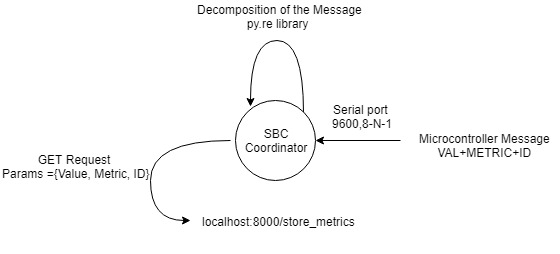 Decomposition of the Message
py.re library
Serial port
9600,8-N-1
SBC
Coordinator
Microcontroller Message
VAL+METRIC+ID
GET Request
Params ={Value, Metric, ID}
localhost:8000/store_metrics